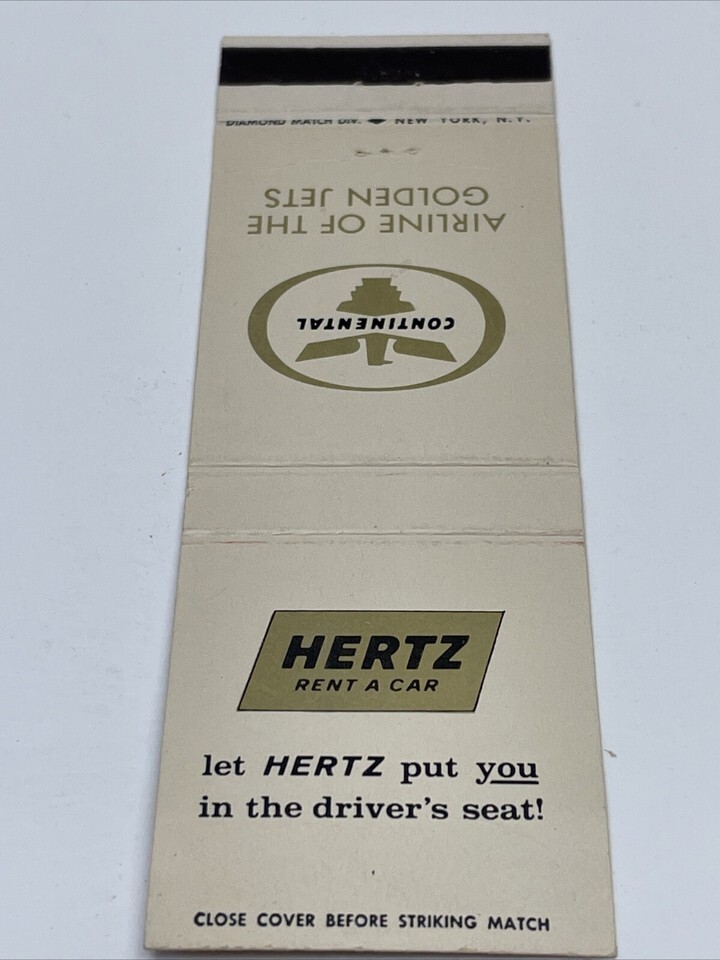 DIAMOND MATCH DIV. NEW YORK, N.Y.
AIRLINE OF THE
GOLDEN JETS
CONTINENTAL
HERTZ
RENT A CAR
let HERTZ put you
in the driver's seat!
CLOSE COVER BEFORE STRIKING MATCH